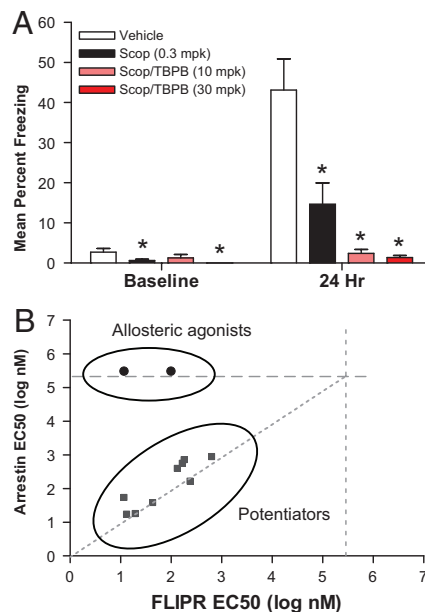 A
60
50
40
30
20
10
0
Mean Percent Freezing
Vehicle
Scop (0.3 mpk)
Scop/TBPB (10 mpk)
Scop/TBPB (30 mpk)
* * * * *
Baseline 24 Hr
B
7
6
5
4
3
2
1
0
Arrestin EC50 (log nM)
Allosteric agonists
Potentiators
0 1 2 3 4 5 6 7
FLIPR EC50 (log nM)